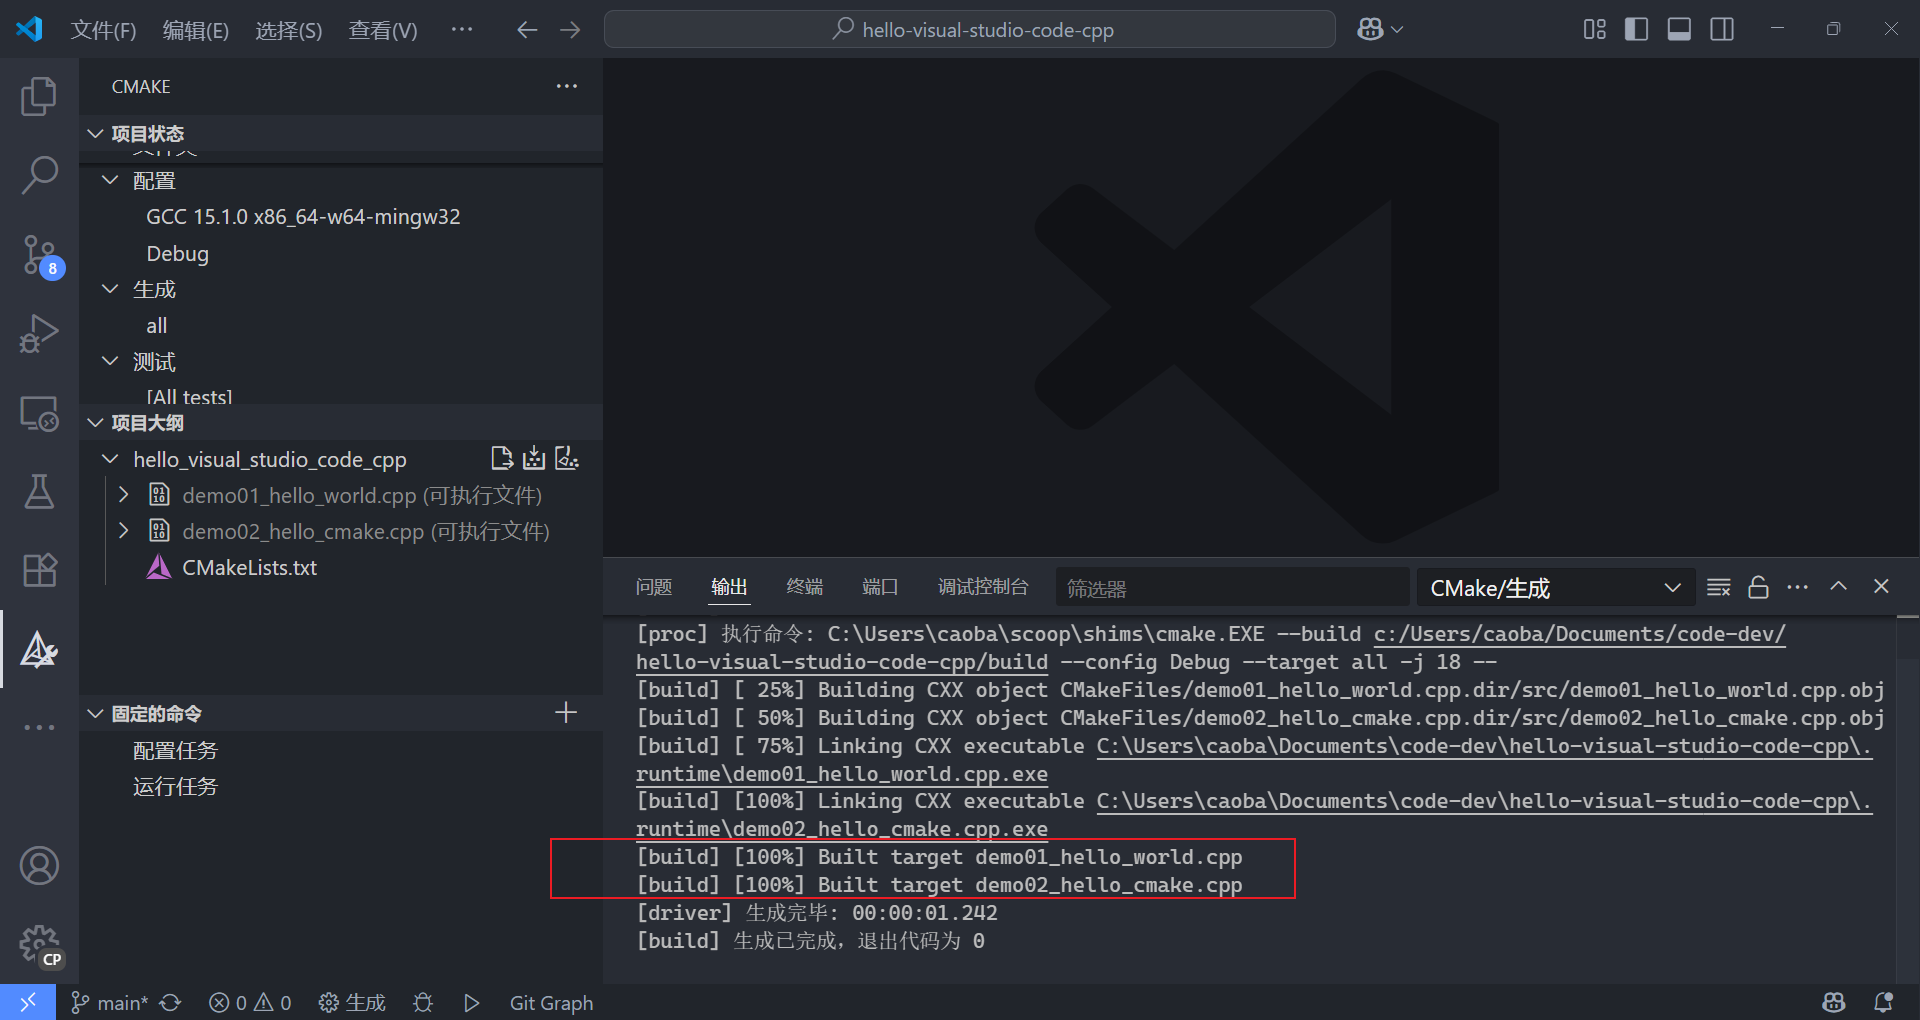 文件(F) 编辑(E) 选择(S) 查看(V) ··· hello-visual-studio-code-cpp
CMAKE
项目状态
配置
GCC 15.1.0 x86_64-w64-mingw32
Debug
生成
all
测试
[All tests]
项目大纲
hello_visual_studio_code_cpp
demo01_hello_world.cpp (可执行文件)
demo02_hello_cmake.cpp (可执行文件)
CMakeLists.txt
固定的命令
配置任务
运行任务
8
CP
问题 输出 终端 端口 调试控制台 筛选器 CMake/生成
[proc] 执行命令: C:\Users\caoba\scoop\shims\cmake.EXE --build c:/Users/caoba/Documents/code-dev/
hello-visual-studio-code-cpp/build --config Debug --target all -j 18 --
[build] [ 25%] Building CXX object CMakeFiles/demo01_hello_world.cpp.dir/src/demo01_hello_world.cpp.obj
[build] [ 50%] Building CXX object CMakeFiles/demo02_hello_cmake.cpp.dir/src/demo02_hello_cmake.cpp.obj
[build] [ 75%] Linking CXX executable C:\Users\caoba\Documents\code-dev\hello-visual-studio-code-cpp\.
runtime\demo01_hello_world.cpp.exe
[build] [100%] Linking CXX executable C:\Users\caoba\Documents\code-dev\hello-visual-studio-code-cpp\.
runtime\demo02_hello_cmake.cpp.exe
[build] [100%] Built target demo01_hello_world.cpp
[build] [100%] Built target demo02_hello_cmake.cpp
[driver] 生成完毕: 00:00:01.242
[build] 生成已完成，退出代码为 0
main* 0 0 生成 Git Graph